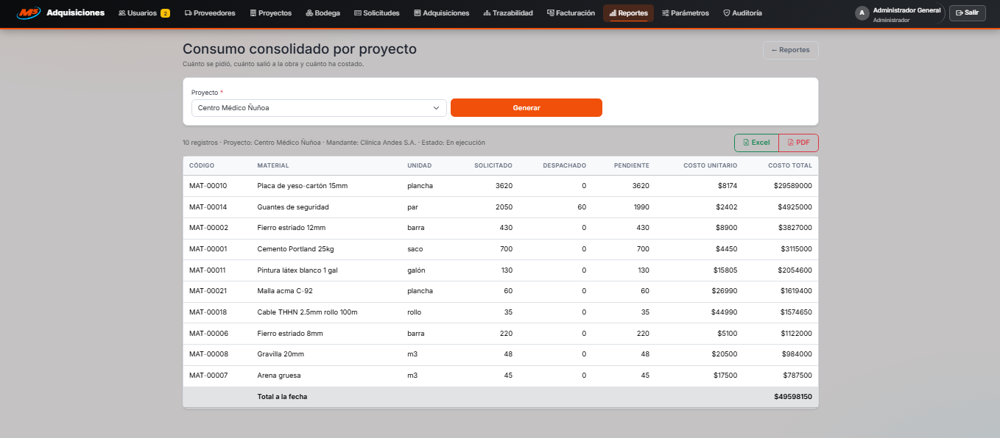 M5 Adquisiciones Usuarios 2 Proveedores Proyectos Bodega Solicitudes Adquisiciones Trazabilidad Facturación Reportes Parámetros Auditoría A Administrador General Salir
Administrador
Consumo consolidado por proyecto ← Reportes
Cuánto se pidió, cuánto salió a la obra y cuánto ha costado.
Proyecto *
Centro Médico Ñuñoa Generar
10 registros · Proyecto: Centro Médico Ñuñoa · Mandante: Clínica Andes S.A. · Estado: En ejecución Excel PDF
CÓDIGO MATERIAL UNIDAD SOLICITADO DESPACHADO PENDIENTE COSTO UNITARIO COSTO TOTAL
MAT-00010 Placa de yeso-cartón 15mm plancha 3620 0 3620 $8174 $29589000
MAT-00014 Guantes de seguridad par 2050 60 1990 $2402 $4925000
MAT-00002 Fierro estriado 12mm barra 430 0 430 $8900 $3827000
MAT-00001 Cemento Portland 25kg saco 700 0 700 $4450 $3115000
MAT-00011 Pintura látex blanco 1 gal galón 130 0 130 $15805 $2054600
MAT-00021 Malla acma C-92 plancha 60 0 60 $26990 $1619400
MAT-00018 Cable THHN 2.5mm rollo 100m rollo 35 0 35 $44990 $1574650
MAT-00006 Fierro estriado 8mm barra 220 0 220 $5100 $1122000
MAT-00008 Gravilla 20mm m3 48 0 48 $20500 $984000
MAT-00007 Arena gruesa m3 45 0 45 $17500 $787500
Total a la fecha $49598150